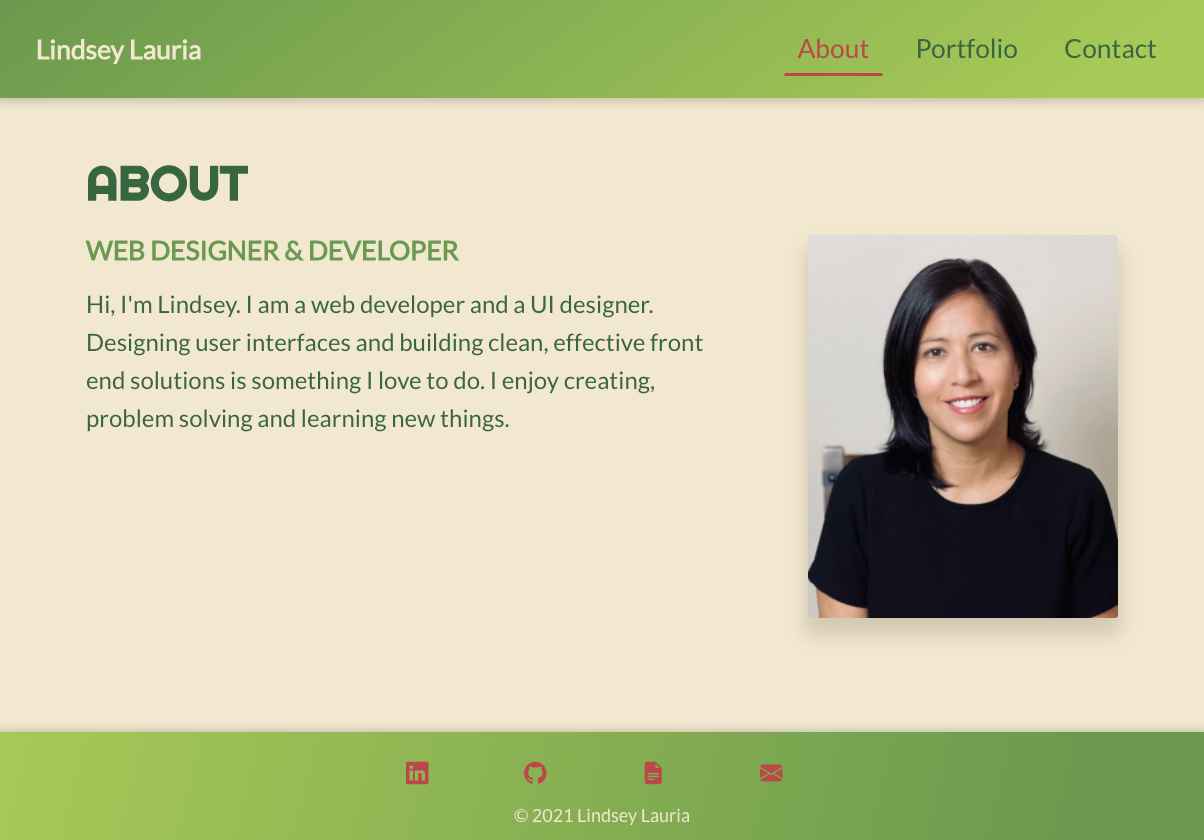 Lindsey Lauria
About Portfolio Contact
ABOUT
WEB DESIGNER & DEVELOPER
Hi, I'm Lindsey. I am a web developer and a UI designer.
Designing user interfaces and building clean, effective front
end solutions is something I love to do. I enjoy creating,
problem solving and learning new things.
in
© 2021 Lindsey Lauria